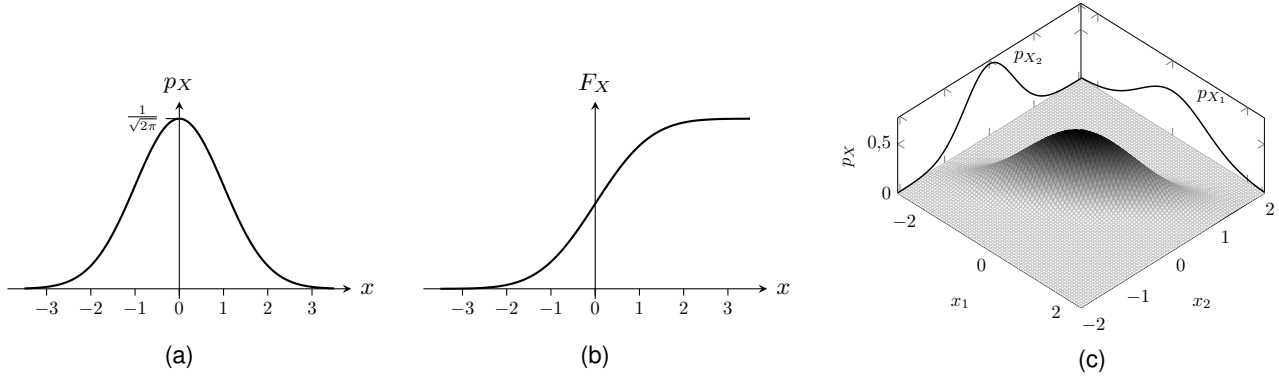 p_X
1/√2π
−3 −2 −1 0 1 2 3 x
(a)
F_X
−3 −2 −1 0 1 2 3 x
(b)
p_{X_2}
p_{X_1}
p_X
0,5
0
−2 0 2
x_1
−2 −1 0 1 2
x_2
(c)